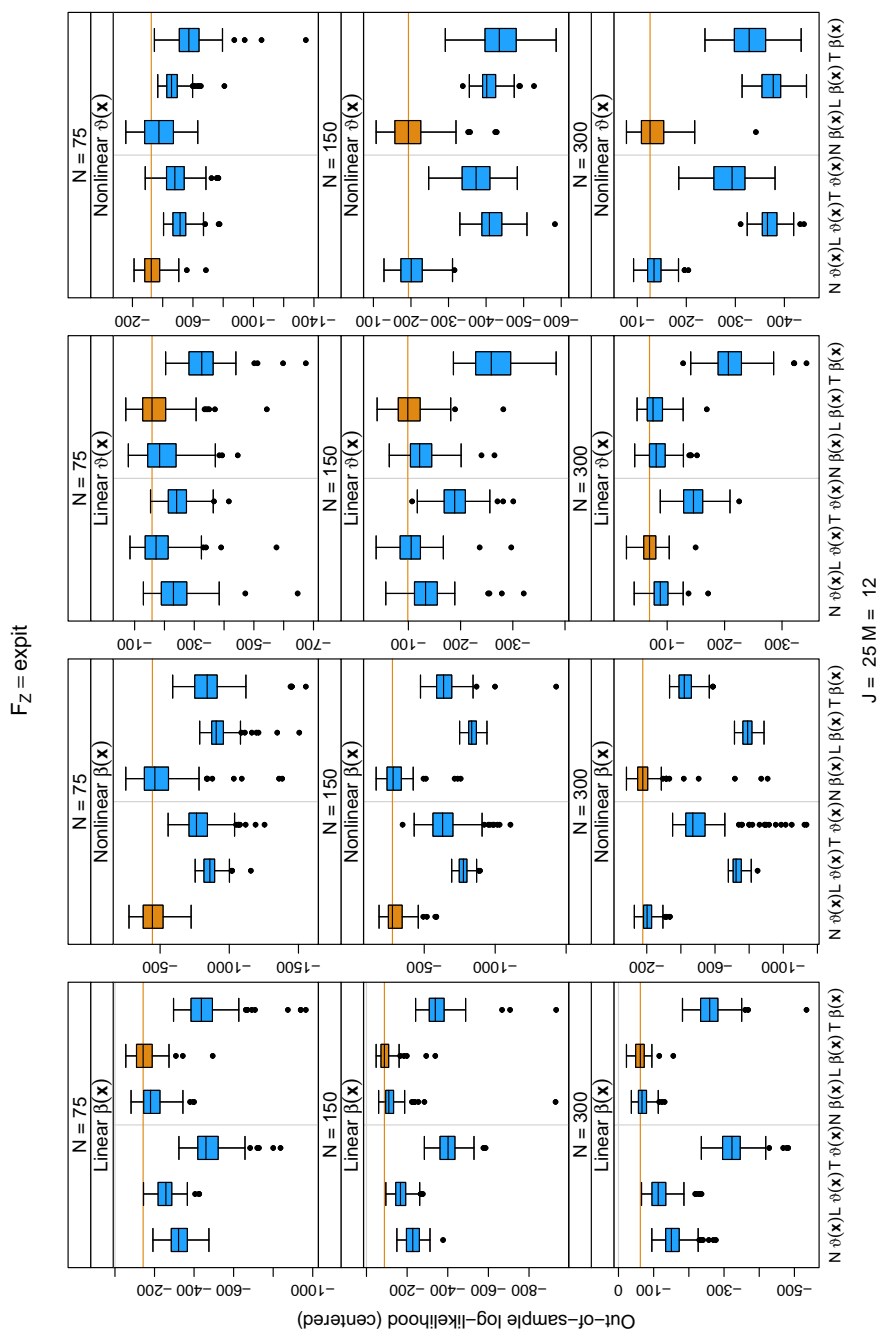 F_Z = expit
N = 75
Linear β(x)
N = 75
Nonlinear β(x)
N = 75
Linear ϑ(x)
N = 75
Nonlinear ϑ(x)
−200 −400 −600 −1000
−500 −1000 −1500
−100 −300 −500 −700
−200 −600 −1000 −1400
N = 150
Linear β(x)
N = 150
Nonlinear β(x)
N = 150
Linear ϑ(x)
N = 150
Nonlinear ϑ(x)
−200 −400 −600 −800
−500 −1000
−100 −200 −300
−100 −200 −300 −400 −500 −600
N = 300
Linear β(x)
N = 300
Nonlinear β(x)
N = 300
Linear ϑ(x)
N = 300
Nonlinear ϑ(x)
0 −100 −300 −500
−200 −600 −1000
−100 −200 −300
−100 −200 −300 −400
Out−of−sample log−likelihood (centered)
N ϑ(x) L ϑ(x) T ϑ(x) N β(x) L β(x) T β(x)
N ϑ(x) L ϑ(x) T ϑ(x) N β(x) L β(x) T β(x)
N ϑ(x) L ϑ(x) T ϑ(x) N β(x) L β(x) T β(x)
N ϑ(x) L ϑ(x) T ϑ(x) N β(x) L β(x) T β(x)
J = 25 M = 12